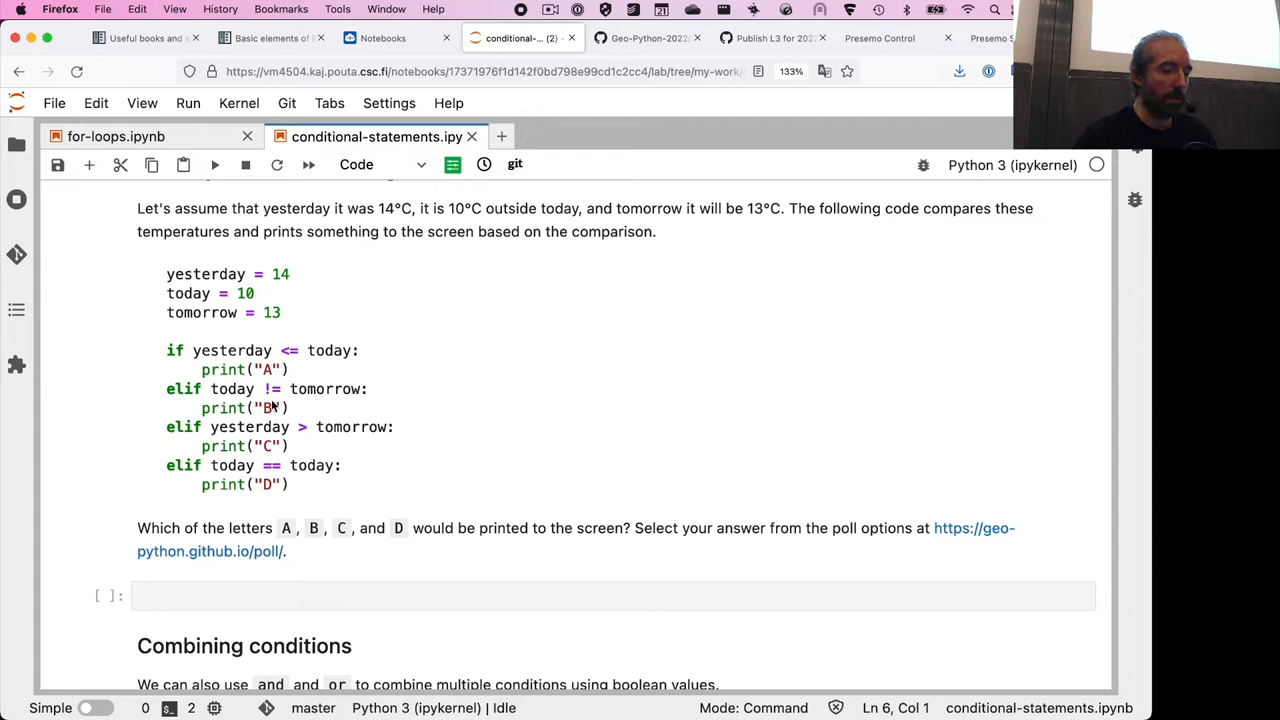 Firefox File Edit View History Bookmarks Profiles Tools Window Help
Useful books and Basic elements of Notebooks conditional-... (2) - Geo-Python-2022/ Publish L3 for 2022. Presemo Control Presemo S
https://vm4504.kaj.pouta.csc.fi/notebooks/17371976f1d142f0bd798e99cd1c2cc4/lab/tree/my-work/ 133%
File Edit View Run Kernel Git Tabs Settings Help
for-loops.ipynb conditional-statements.ipy
Code git Python 3 (ipykernel)
Let's assume that yesterday it was 14°C, it is 10°C outside today, and tomorrow it will be 13°C. The following code compares these
temperatures and prints something to the screen based on the comparison.
yesterday = 14
today = 10
tomorrow = 13
if yesterday <= today:
print("A")
elif today != tomorrow:
print("B")
elif yesterday > tomorrow:
print("C")
elif today == today:
print("D")
Which of the letters A, B, C, and D would be printed to the screen? Select your answer from the poll options at https://geo-
python.github.io/poll/.
[ ]:
Combining conditions
We can also use and and or to combine multiple conditions using boolean values.
Simple 0 2 master Python 3 (ipykernel) | Idle Mode: Command Ln 6, Col 1 conditional-statements.ipynb